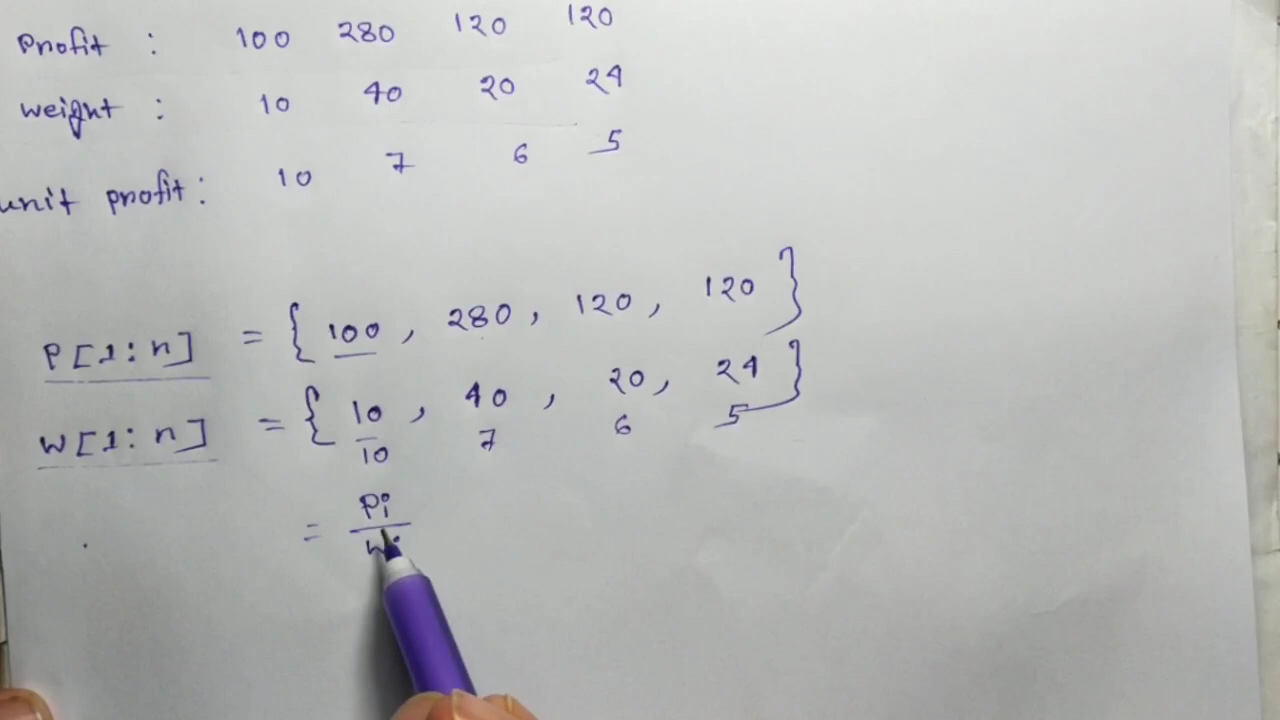 Profit : 100 280 120 120
Weight : 10 40 20 24
unit profit : 10 7 6 5
P[1:n] = { 100 , 280 , 120 , 120 }
W[1:n] = { 10 , 40 , 20 , 24 }
10 7 6 5
= Pi